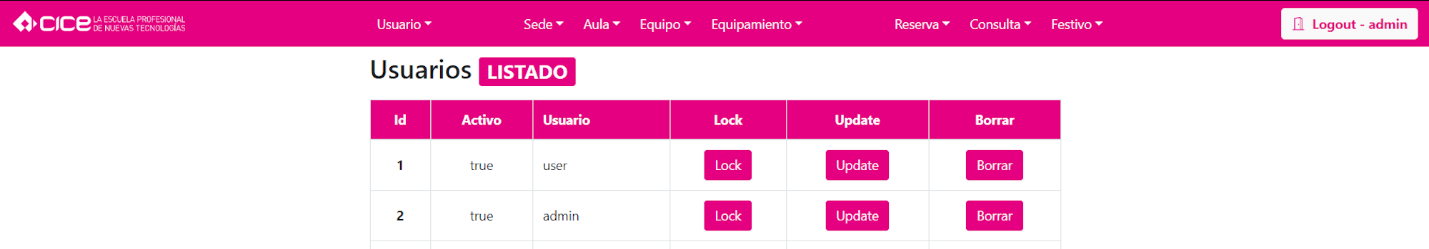 CICE LA ESCUELA PROFESIONAL DE NUEVAS TECNOLOGÍAS
Usuario Sede Aula Equipo Equipamiento Reserva Consulta Festivo Logout - admin
Usuarios LISTADO
Id Activo Usuario Lock Update Borrar
1 true user Lock Update Borrar
2 true admin Lock Update Borrar